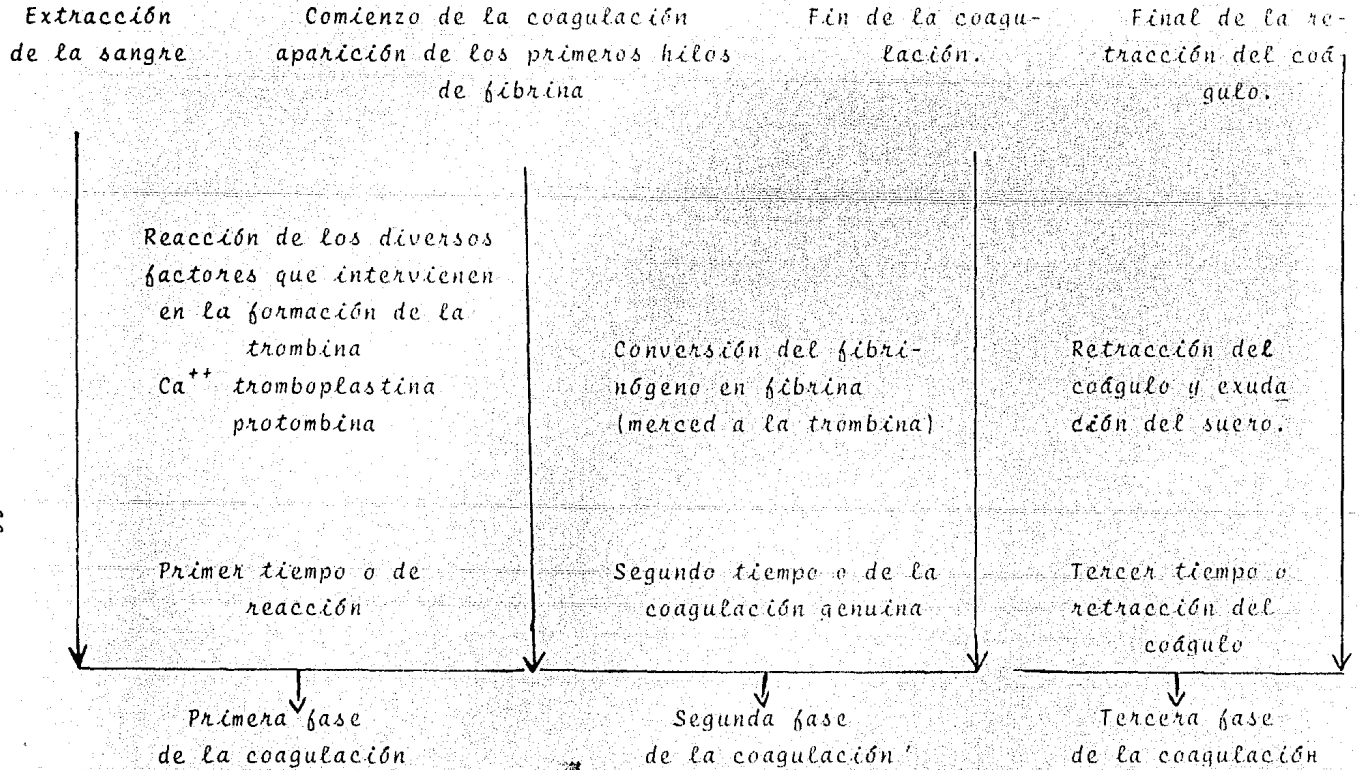 Extracción
de la sangre
Comienzo de la coagulación
aparición de los primeros hilos
de fibrina
Fin de la coagu-
lación.
Final de la re-
tracción del coá
gulo.
Reacción de los diversos
factores que intervienen
en la formación de la
trombina
Ca++ tromboplastina
protombina
Conversión del fibri-
nógeno en fibrina
(merced a la trombina)
Retracción del
coágulo y exuda
ción del suero.
Primer tiempo o de
reacción
Segundo tiempo o de la
coagulación genuina
Tercer tiempo o
retracción del
coágulo
Primera fase
de la coagulación
Segunda fase
de la coagulación
Tercera fase
de la coagulación